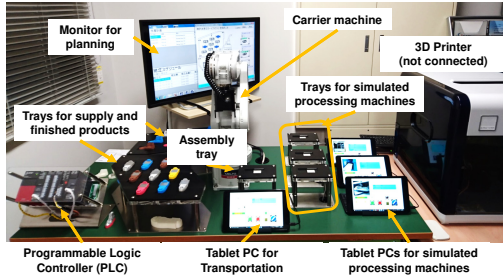 Monitor for
planning
Carrier machine
3D Printer
(not connected)
Trays for simulated
processing machines
Trays for supply and
finished products
Assembly
tray
Programmable Logic
Controller (PLC)
Tablet PC for
Transportation
Tablet PCs for simulated
processing machines